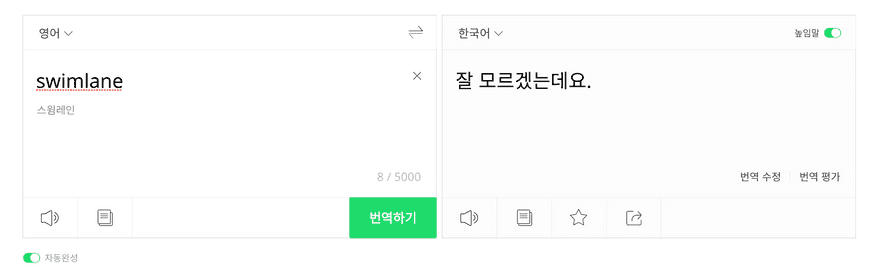 영어
swimlane
스윔레인
8 / 5000
번역하기
한국어
높임말
잘 모르겠는데요.
번역 수정
번역 평가
자동완성